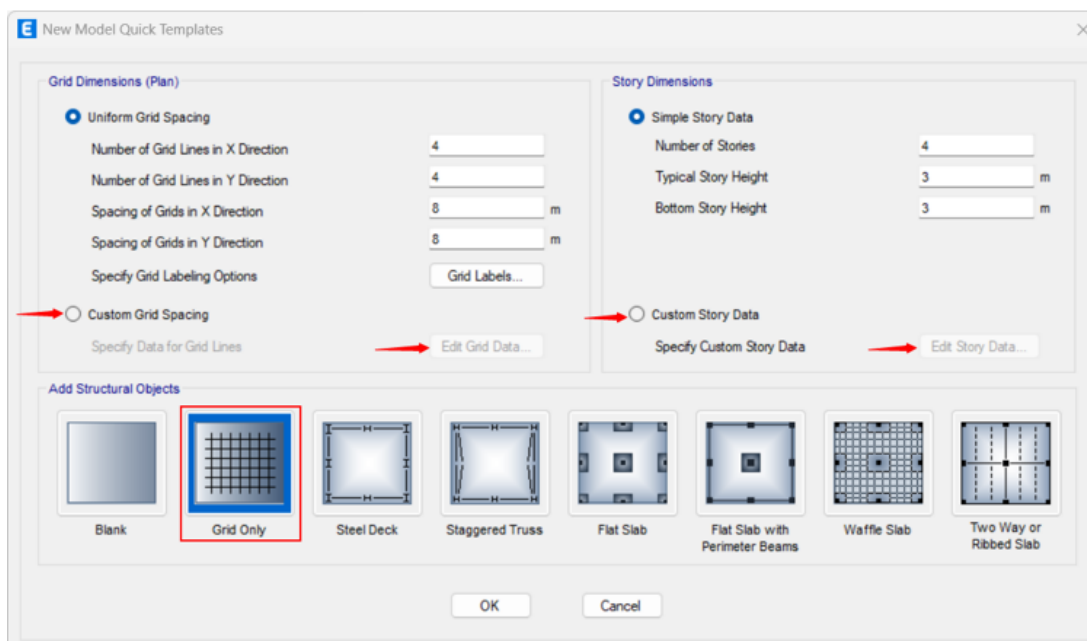 New Model Quick Templates
Grid Dimensions (Plan)
Uniform Grid Spacing
Number of Grid Lines in X Direction 4
Number of Grid Lines in Y Direction 4
Spacing of Grids in X Direction 8 m
Spacing of Grids in Y Direction 8 m
Specify Grid Labeling Options Grid Labels...
Custom Grid Spacing
Specify Data for Grid Lines Edit Grid Data...
Story Dimensions
Simple Story Data
Number of Stories 4
Typical Story Height 3 m
Bottom Story Height 3 m
Custom Story Data
Specify Custom Story Data Edit Story Data...
Add Structural Objects
Blank
Grid Only
Steel Deck
Staggered Truss
Flat Slab
Flat Slab with
Perimeter Beams
Waffle Slab
Two Way or
Ribbed Slab
OK
Cancel